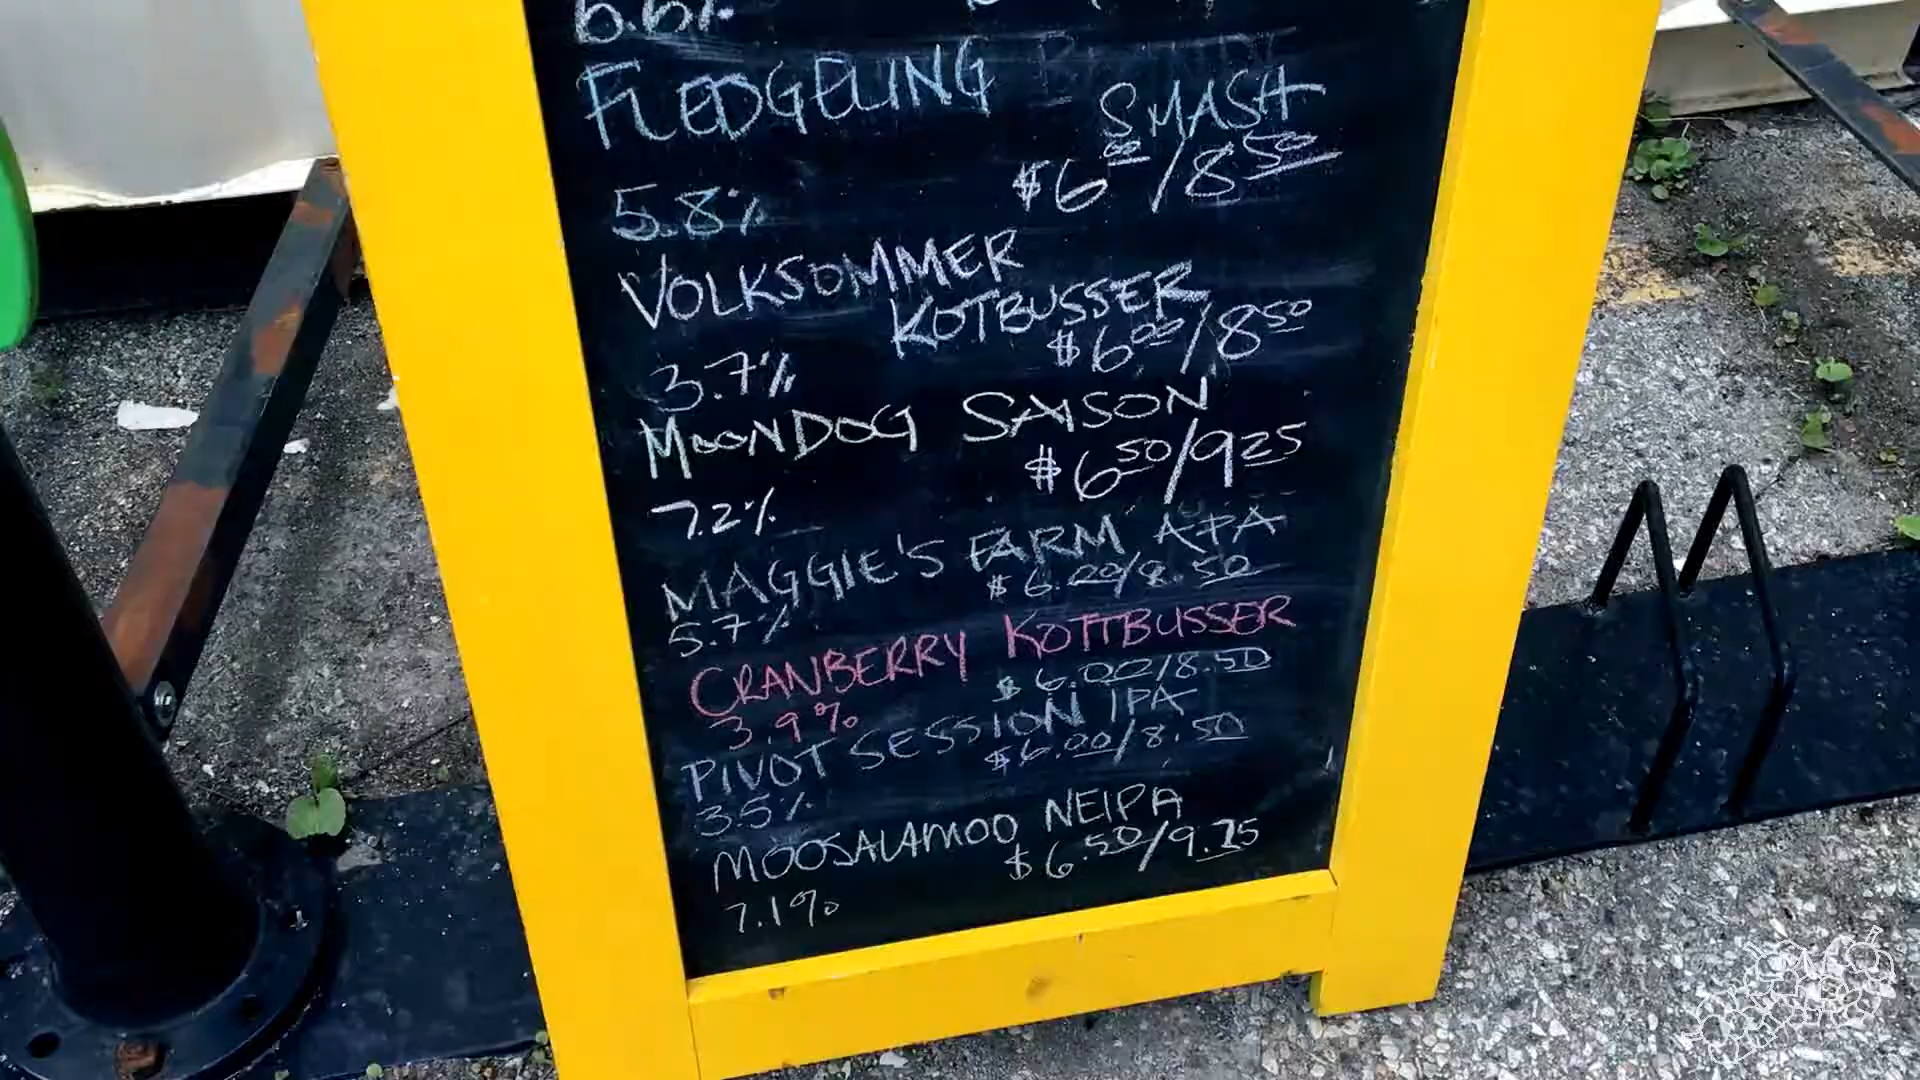 6.6%
FLEDGELING
SMASH
$6.00/8.50
5.8%
VOLKSOMMER
KOTBUSSER
$6.00/8.50
3.7%
MOONDOG SAISON
$6.50/9.25
7.2%
MAGGIE'S FARM APA
$6.00/8.50
5.7%
CRANBERRY KOTTBUSSER
$6.00/8.50
3.9%
PIVOT SESSION IPA
$6.00/8.50
3.5%
MOOSALAMOO NEIPA
$6.50/9.25
7.1%